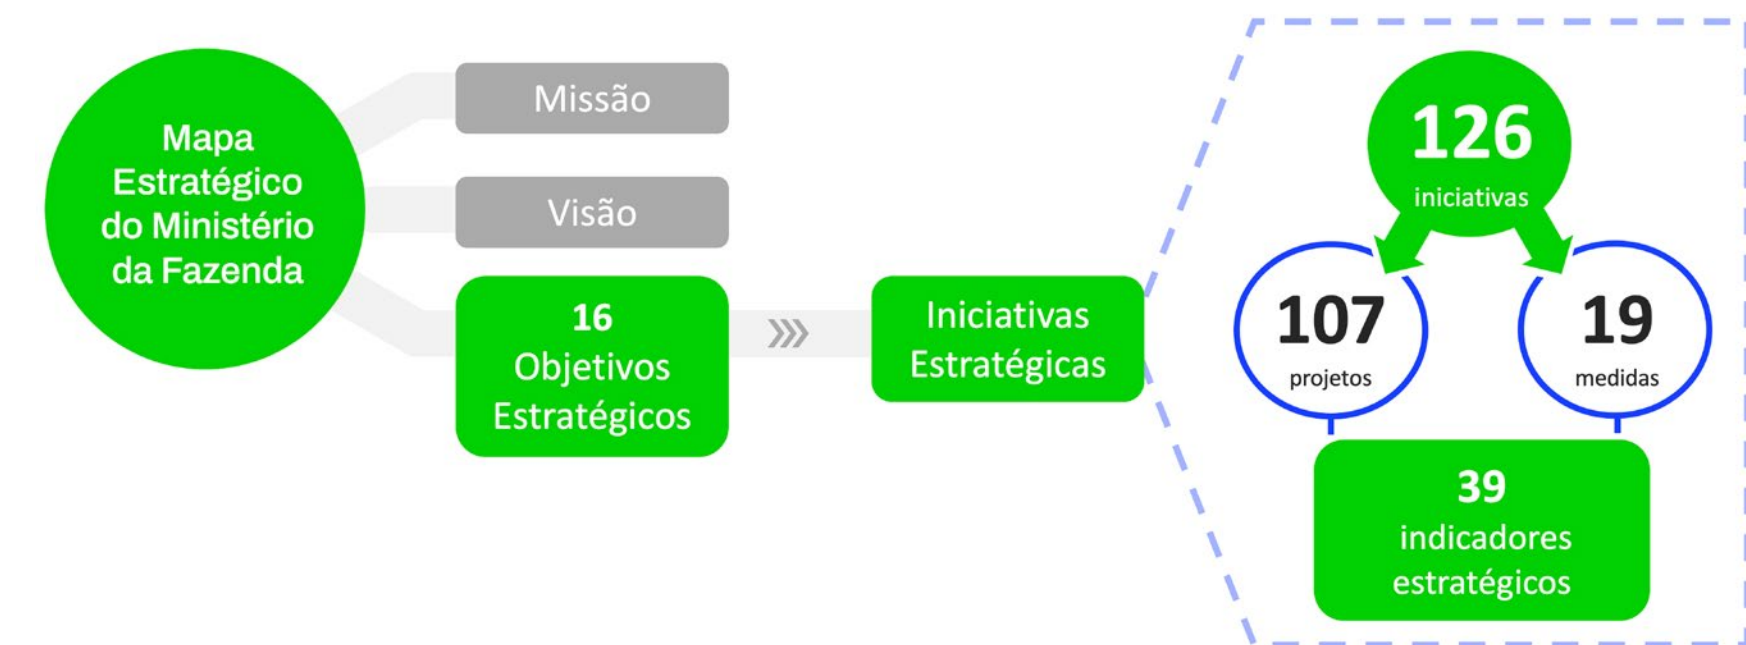 Mapa
Estratégico
do Ministério
da Fazenda
Missão
Visão
16
Objetivos
Estratégicos
Iniciativas
Estratégicas
126
iniciativas
107
projetos
19
medidas
39
indicadores
estratégicos